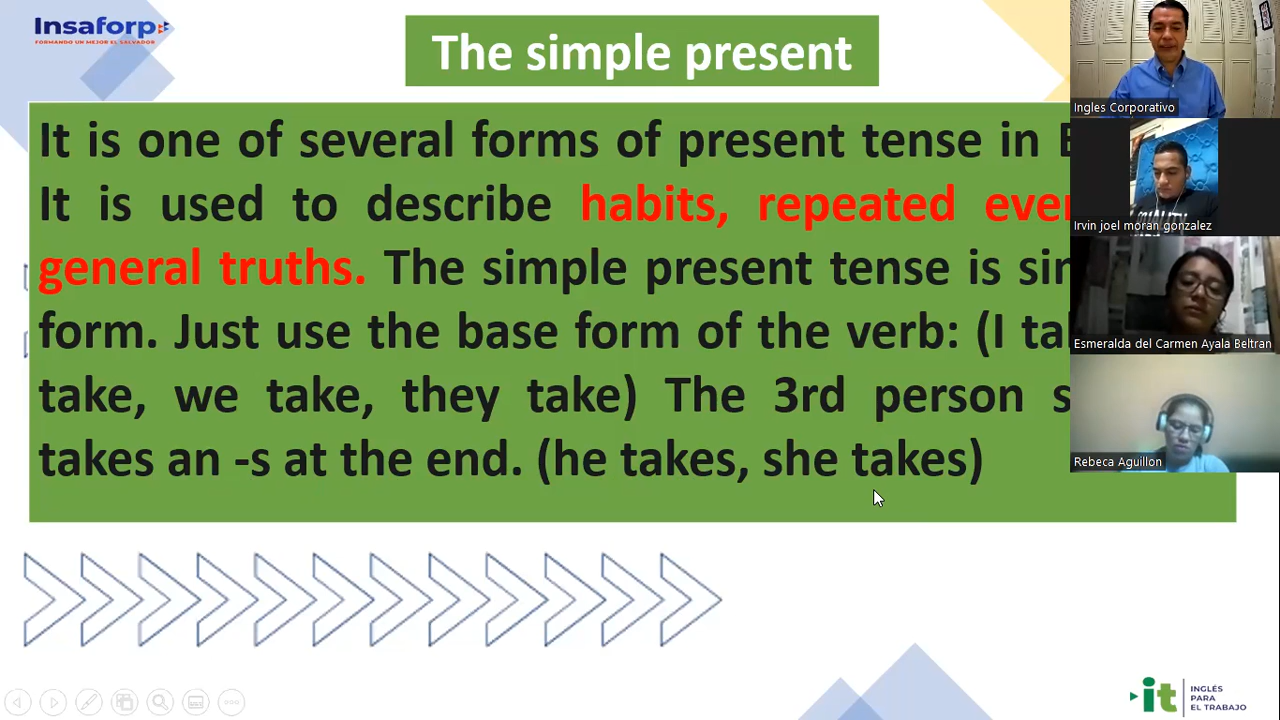 Insaforp
FORMANDO UN MEJOR EL SALVADOR
The simple present
It is one of several forms of present tense in
It is used to describe habits, repeated
general truths. The simple present tense is
form. Just use the base form of the verb: (I
take, we take, they take) The 3rd person
takes an -s at the end. (he takes, she takes)
Ingles Corporativo
Irvin joel moran gonzalez
Esmeralda del Carmen Ayala Beltran
Rebeca Aguillon
it
INGLÉS
PARA
EL TRABAJO